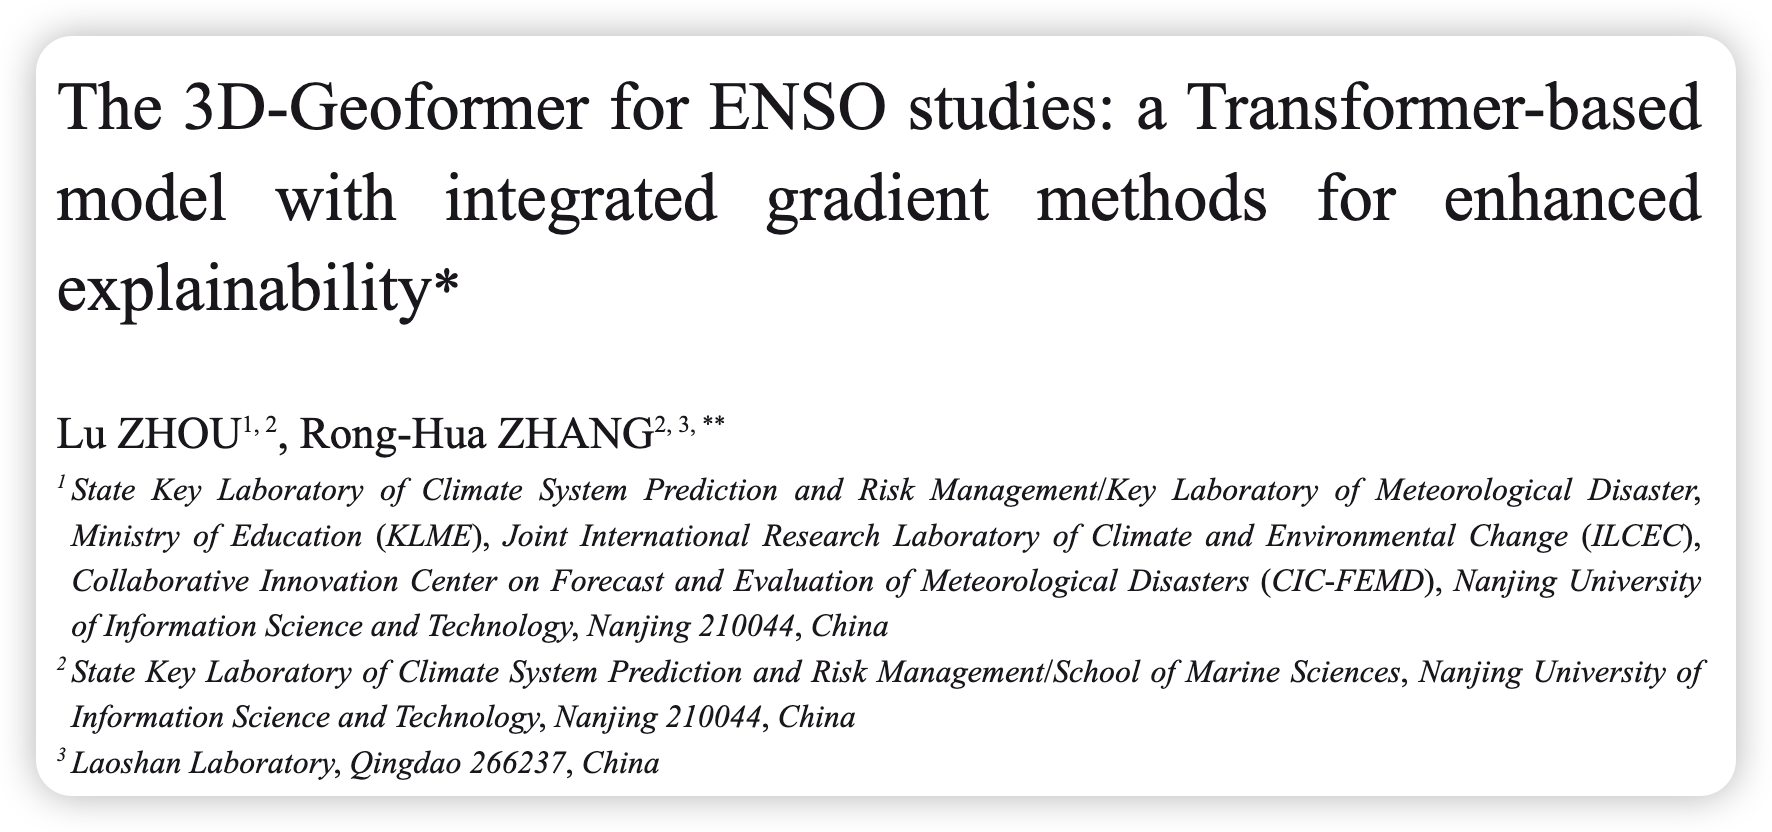 The 3D-Geoformer for ENSO studies: a Transformer-based
model with integrated gradient methods for enhanced
explainability*
Lu ZHOU1, 2, Rong-Hua ZHANG2, 3, **
1 State Key Laboratory of Climate System Prediction and Risk Management/Key Laboratory of Meteorological Disaster,
Ministry of Education (KLME), Joint International Research Laboratory of Climate and Environmental Change (ILCEC),
Collaborative Innovation Center on Forecast and Evaluation of Meteorological Disasters (CIC-FEMD), Nanjing University
of Information Science and Technology, Nanjing 210044, China
2 State Key Laboratory of Climate System Prediction and Risk Management/School of Marine Sciences, Nanjing University of
Information Science and Technology, Nanjing 210044, China
3 Laoshan Laboratory, Qingdao 266237, China